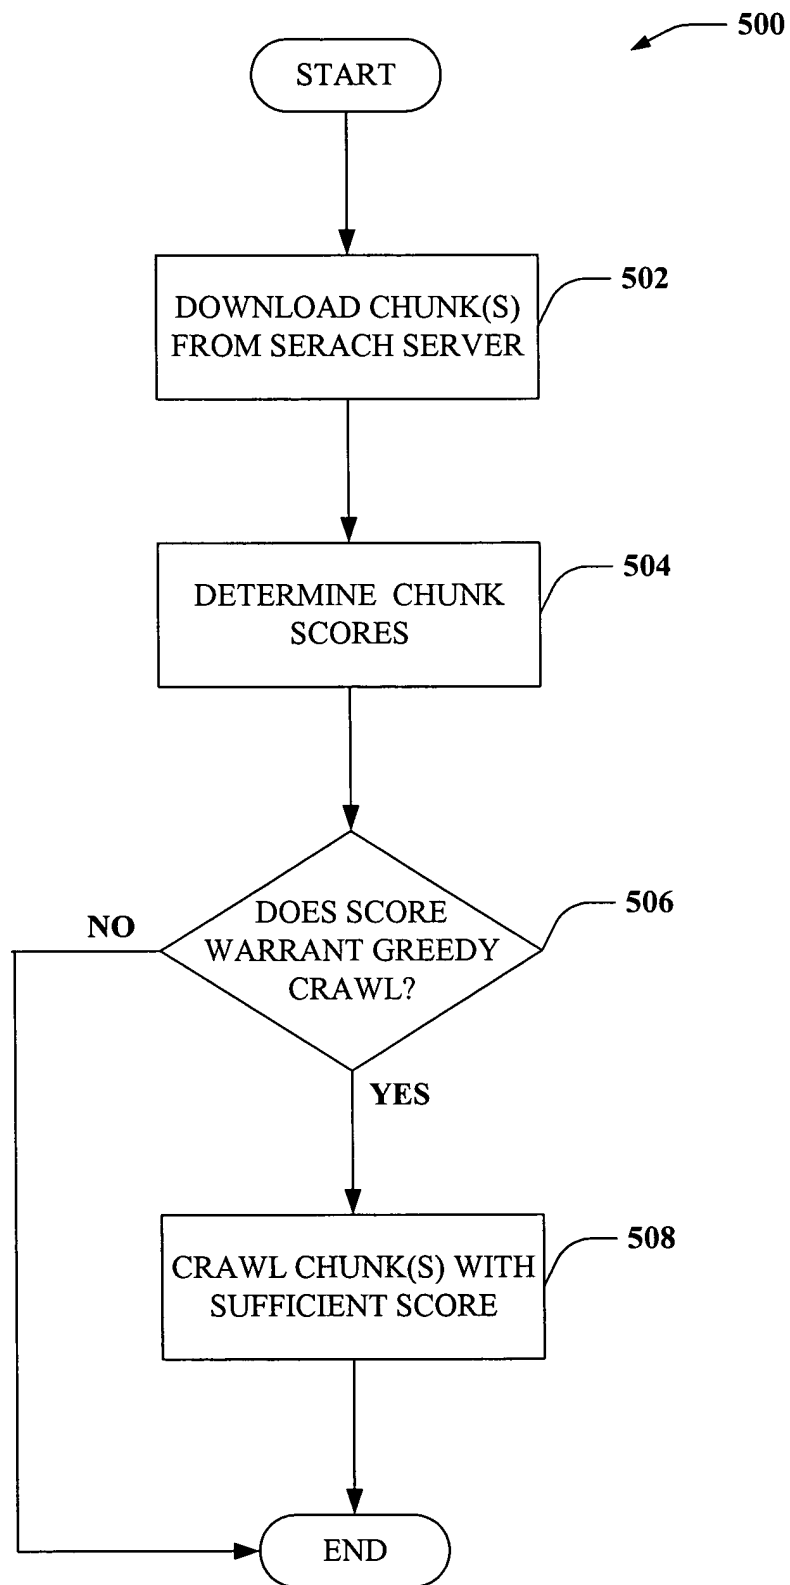 500
START
DOWNLOAD CHUNK(S)
FROM SERACH SERVER
502
DETERMINE CHUNK
SCORES
504
DOES SCORE
WARRANT GREEDY
CRAWL?
506
NO
YES
CRAWL CHUNK(S) WITH
SUFFICIENT SCORE
508
END